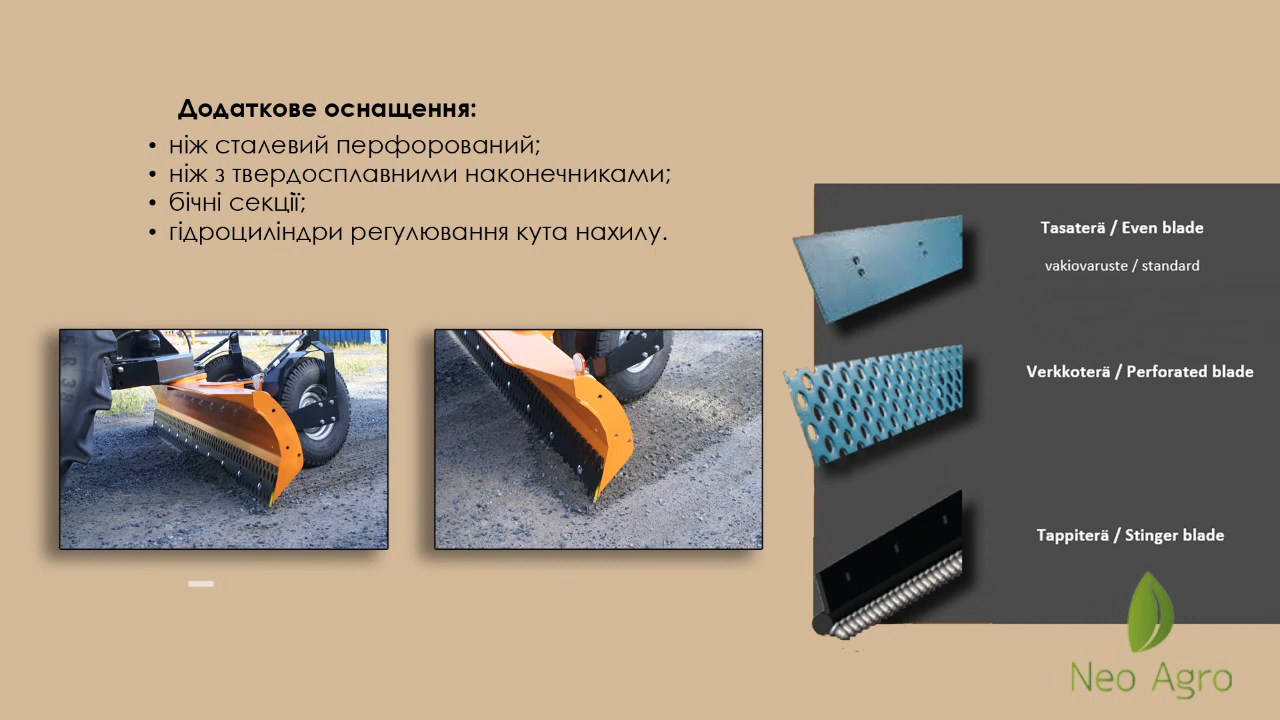 Додаткове оснащення:
• ніж сталевий перфорований;
• ніж з твердосплавними наконечниками;
• бічні секції;
• гідроциліндри регулювання кута нахилу.
Tasaterä / Even blade
vakiovaruste / standard
Verkkoterä / Perforated blade
Tappiterä / Stinger blade
Neo Agro